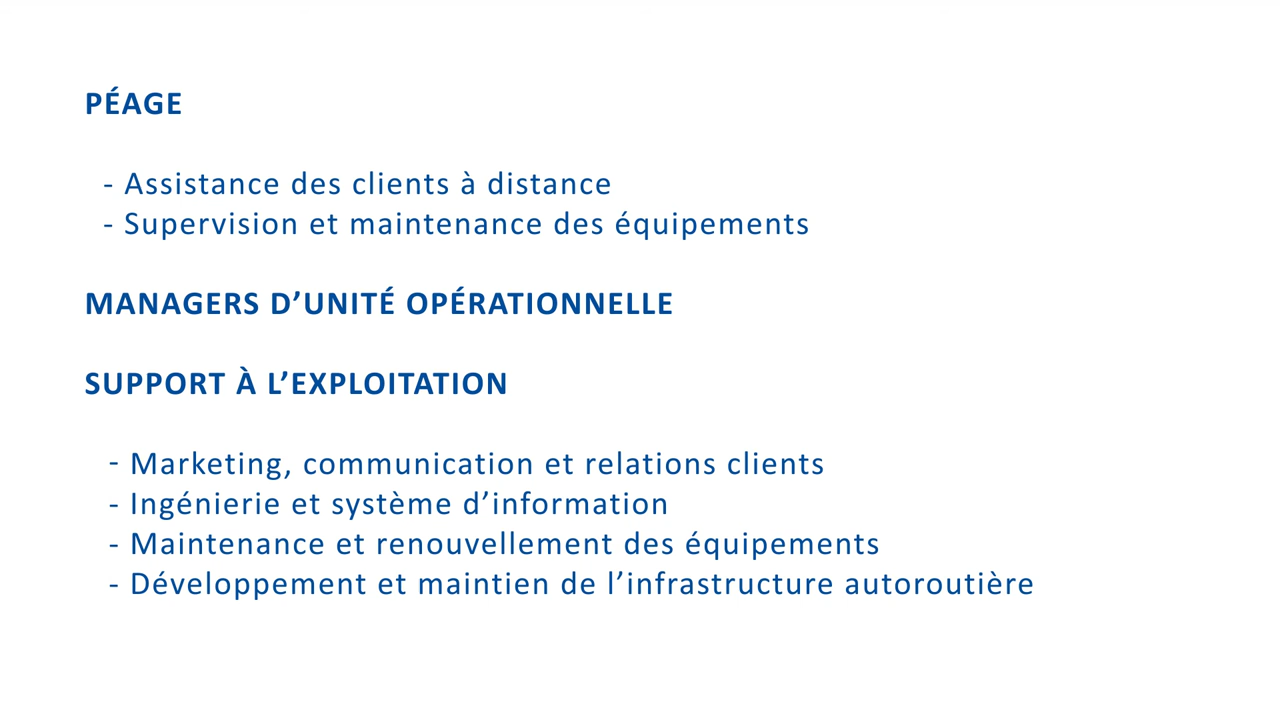 PÉAGE
- Assistance des clients à distance
- Supervision et maintenance des équipements
MANAGERS D’UNITÉ OPÉRATIONNELLE
SUPPORT À L’EXPLOITATION
- Marketing, communication et relations clients
- Ingénierie et système d’information
- Maintenance et renouvellement des équipements
- Développement et maintien de l’infrastructure autoroutière